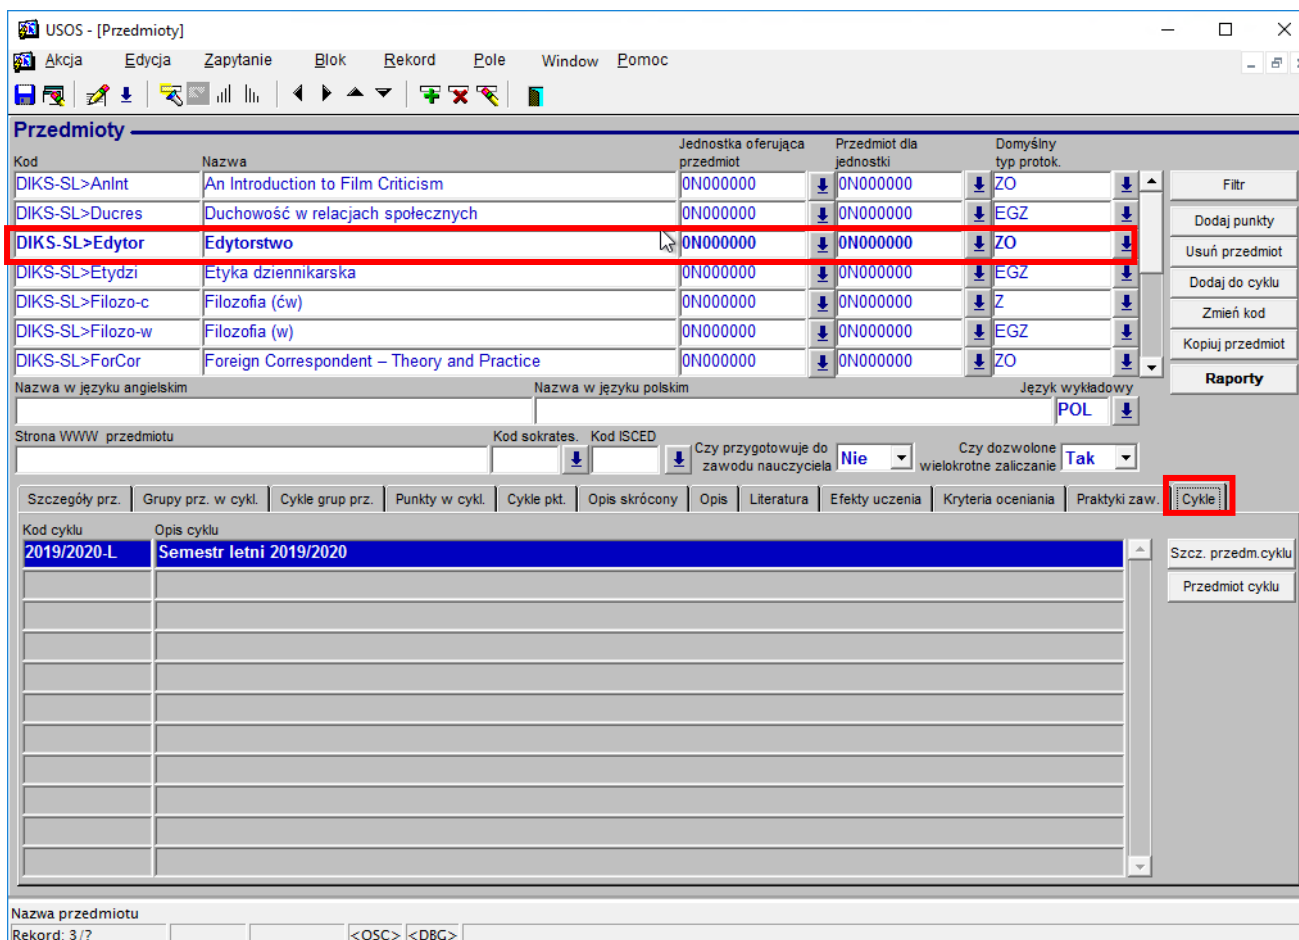 USOS - [Przedmioty]
Akcja Edycja Zapytanie Blok Rekord Pole Window Pomoc
Przedmioty
Jednostka oferująca przedmiot Przedmiot dla jednostki Domyślny typ protok.
Kod Nazwa
DIKS-SL>AnInt An Introduction to Film Criticism 0N000000 0N000000 ZO
Filtr
DIKS-SL>Ducres Duchowość w relacjach społecznych 0N000000 0N000000 EGZ
Dodaj punkty
DIKS-SL>Edytor Edytorstwo 0N000000 0N000000 ZO
Usuń przedmiot
DIKS-SL>Etydzi Etyka dziennikarska 0N000000 0N000000 EGZ
Dodaj do cyklu
DIKS-SL>Filozo-c Filozofia (ćw) 0N000000 0N000000 Z
Zmień kod
DIKS-SL>Filozo-w Filozofia (w) 0N000000 0N000000 EGZ
Kopiuj przedmiot
DIKS-SL>ForCor Foreign Correspondent – Theory and Practice 0N000000 0N000000 ZO
Raporty
Nazwa w języku angielskim Nazwa w języku polskim Język wykładowy
POL
Strona WWW przedmiotu Kod sokrates. Kod ISCED
Czy przygotowuje do zawodu nauczyciela Nie Czy dozwolone wielokrotne zaliczanie Tak
Szczegóły prz. Grupy prz. w cykl. Cykle grup prz. Punkty w cykl. Cykle pkt. Opis skrócony Opis Literatura Efekty uczenia Kryteria oceniania Praktyki zaw. Cykle
Kod cyklu Opis cyklu
2019/2020-L Semestr letni 2019/2020
Szcz. przedm.cyklu
Przedmiot cyklu
Nazwa przedmiotu
Rekord: 3/? <OSC> <DBG>